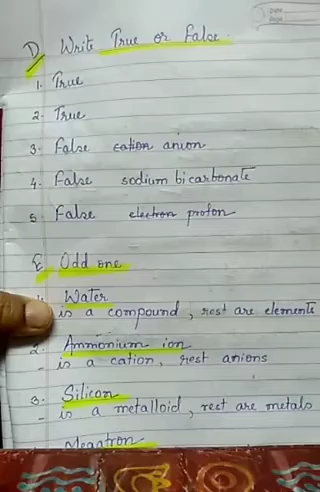 Date
Page
D Write True or False.
1. True
2. True
3. False cation anion
4. False sodium bicarbonate
5. False electron proton
E. Odd one
1. Water
is a compound, rest are elements
2. Ammonium ion
- is a cation, rest anions
3. Silicon
- is a metalloid, rest are metals
Megatron